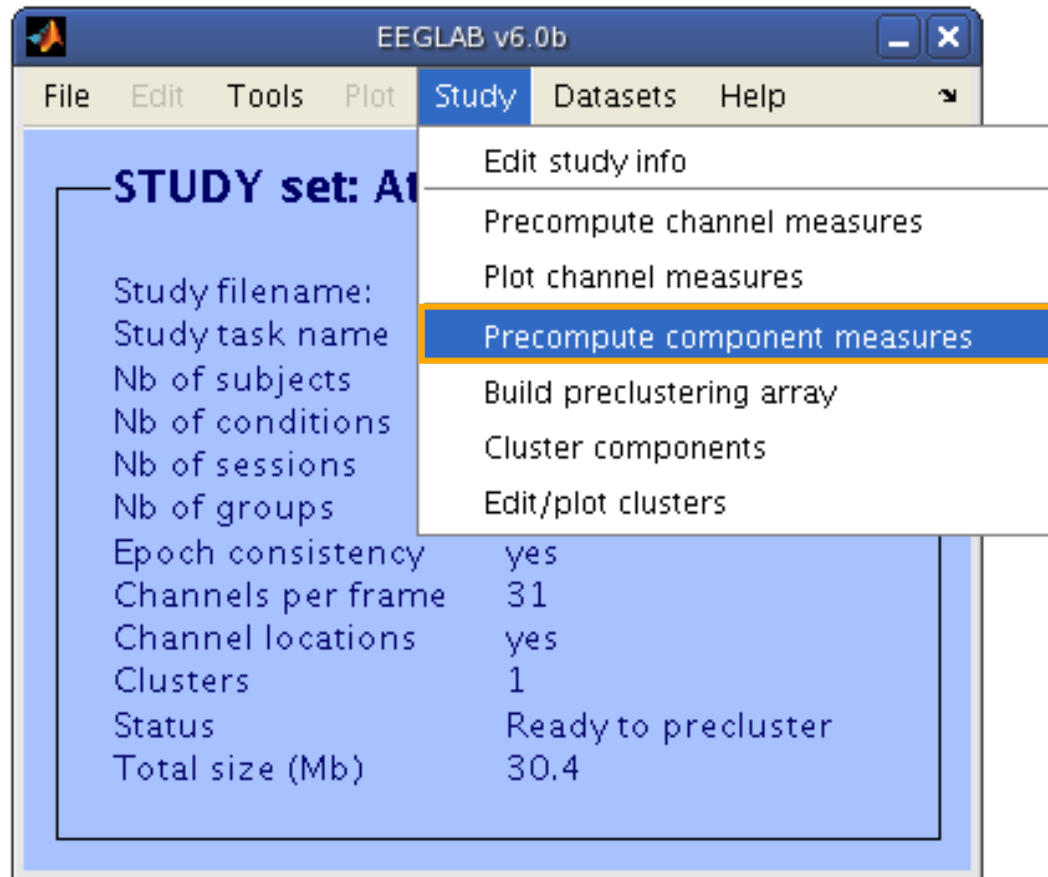 EEGLAB v6.0b
File Edit Tools Plot Study Datasets Help
Edit study info
Precompute channel measures
Plot channel measures
Precompute component measures
Build preclustering array
Cluster components
Edit/plot clusters
STUDY set:
Study filename:
Study task name
Nb of subjects
Nb of conditions
Nb of sessions
Nb of groups
Epoch consistency yes
Channels per frame 31
Channel locations yes
Clusters 1
Status Ready to precluster
Total size (Mb) 30.4